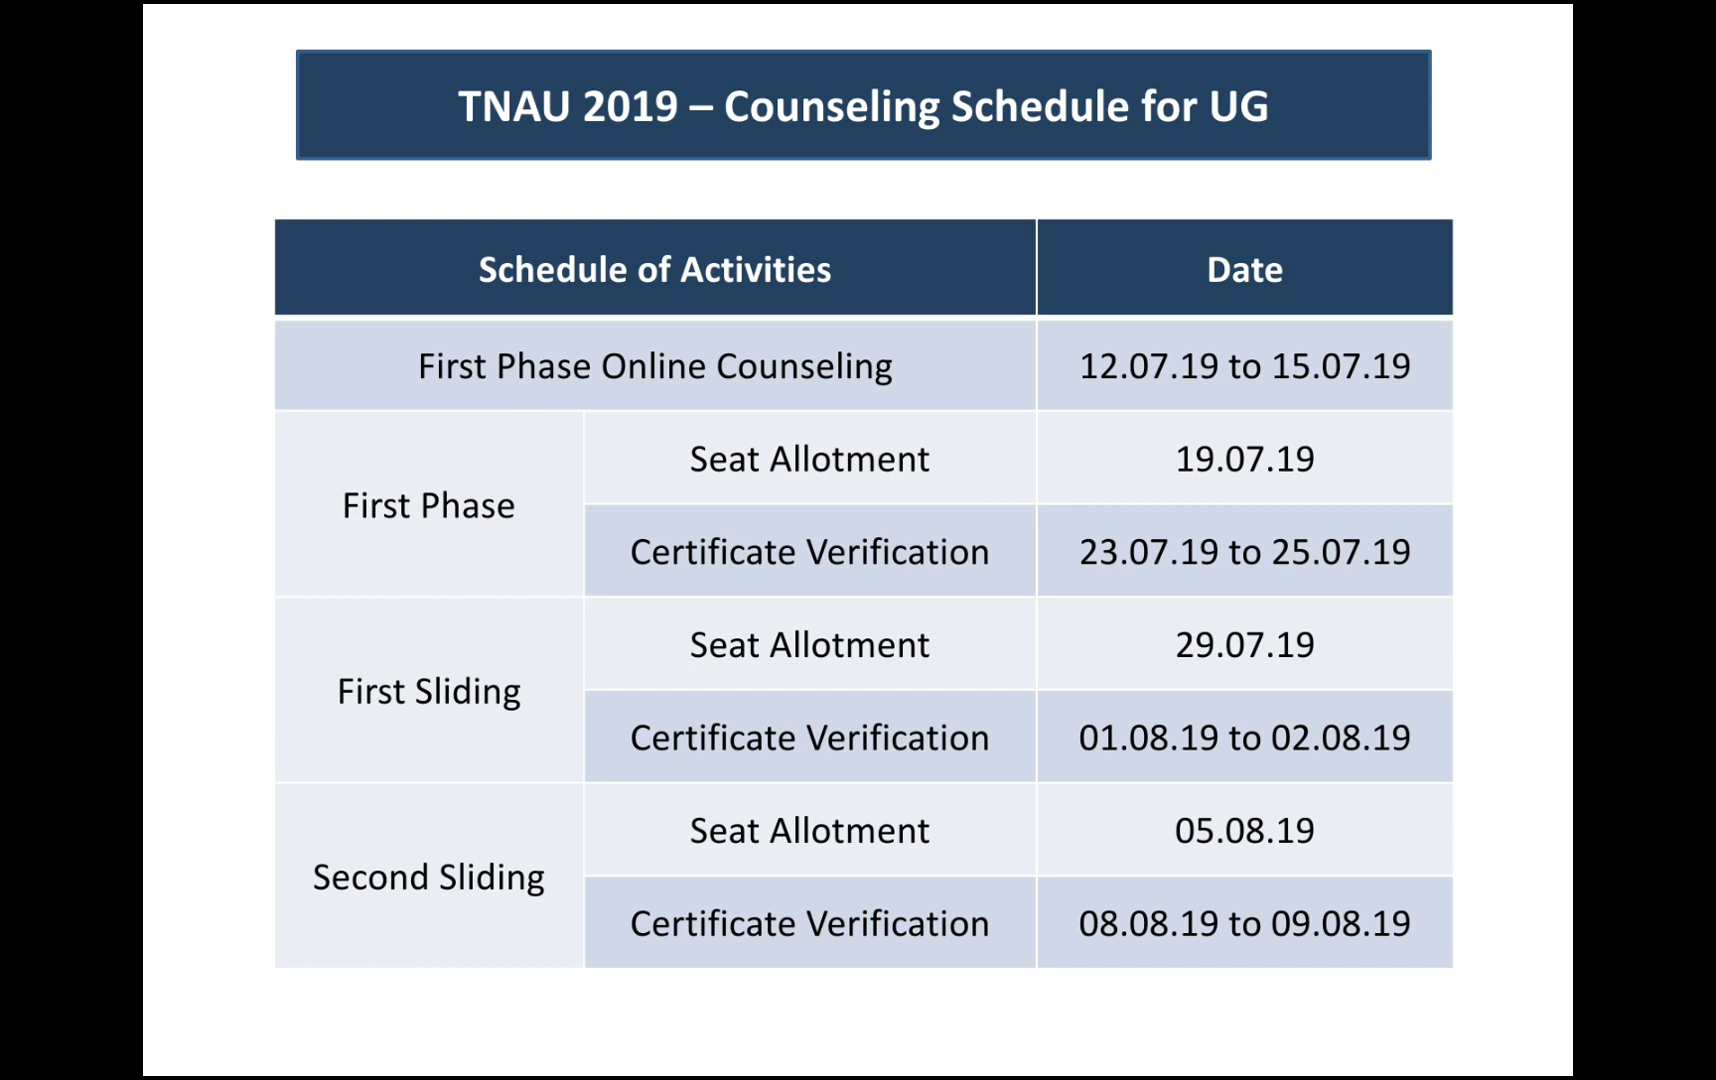 TNAU 2019 – Counseling Schedule for UG
Schedule of Activities Date
First Phase Online Counseling 12.07.19 to 15.07.19
First Phase
Seat Allotment 19.07.19
Certificate Verification 23.07.19 to 25.07.19
First Sliding
Seat Allotment 29.07.19
Certificate Verification 01.08.19 to 02.08.19
Second Sliding
Seat Allotment 05.08.19
Certificate Verification 08.08.19 to 09.08.19